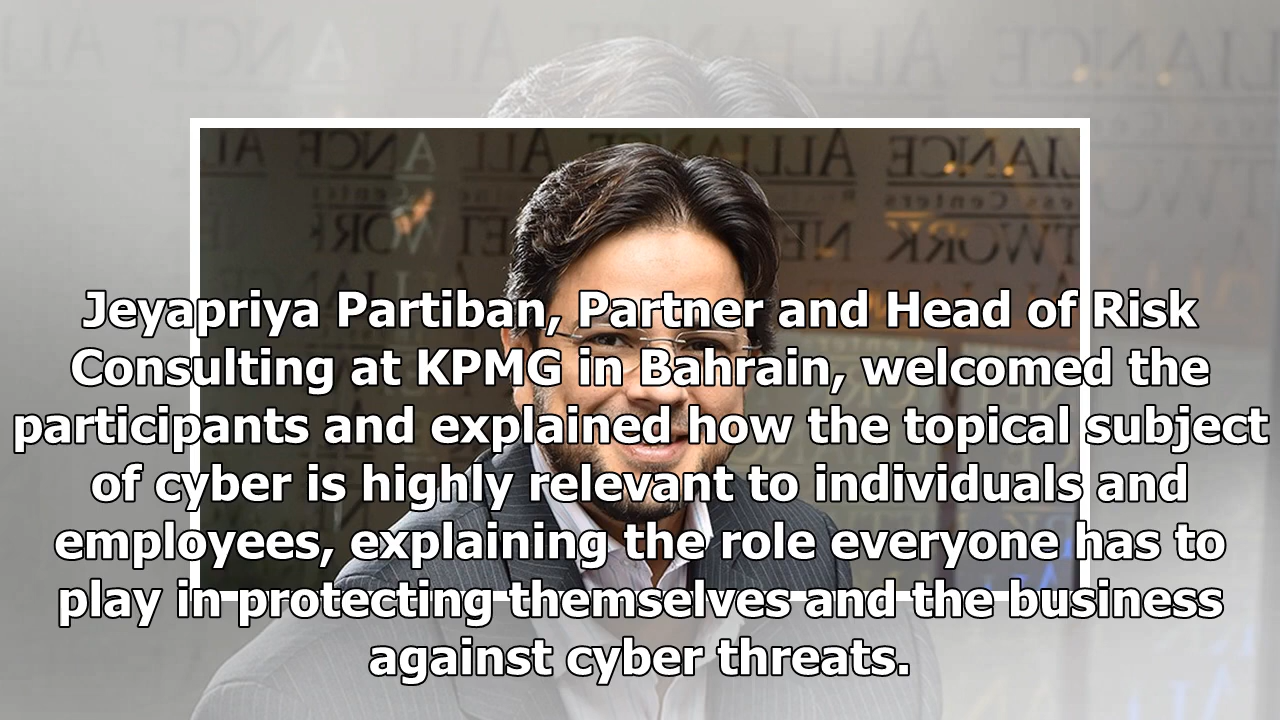 Jeyapriya Partiban, Partner and Head of Risk
Consulting at KPMG in Bahrain, welcomed the
participants and explained how the topical subject
of cyber is highly relevant to individuals and
employees, explaining the role everyone has to
play in protecting themselves and the business
against cyber threats.